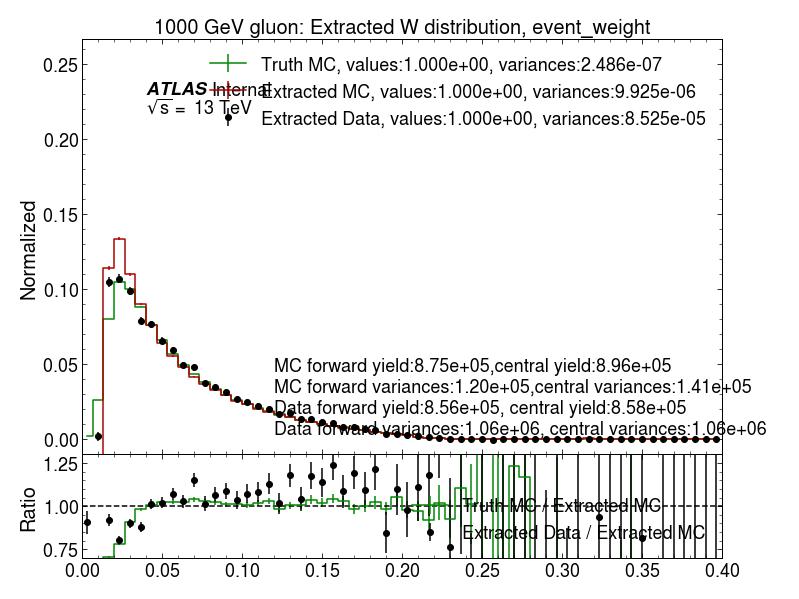 1000 GeV gluon: Extracted W distribution, event_weight
Truth MC, values:1.000e+00, variances:2.486e-07
ATLAS Internal
Extracted MC, values:1.000e+00, variances:9.925e-06
√s = 13 TeV
Extracted Data, values:1.000e+00, variances:8.525e-05
Normalized
0.25
0.20
0.15
0.10
0.05
0.00
MC forward yield:8.75e+05,central yield:8.96e+05
MC forward variances:1.20e+05,central variances:1.41e+05
Data forward yield:8.56e+05, central yield:8.58e+05
Data forward variances:1.06e+06, central variances:1.06e+06
Ratio
1.25
1.00
0.75
Truth MC / Extracted MC
Extracted Data / Extracted MC
0.00 0.05 0.10 0.15 0.20 0.25 0.30 0.35 0.40